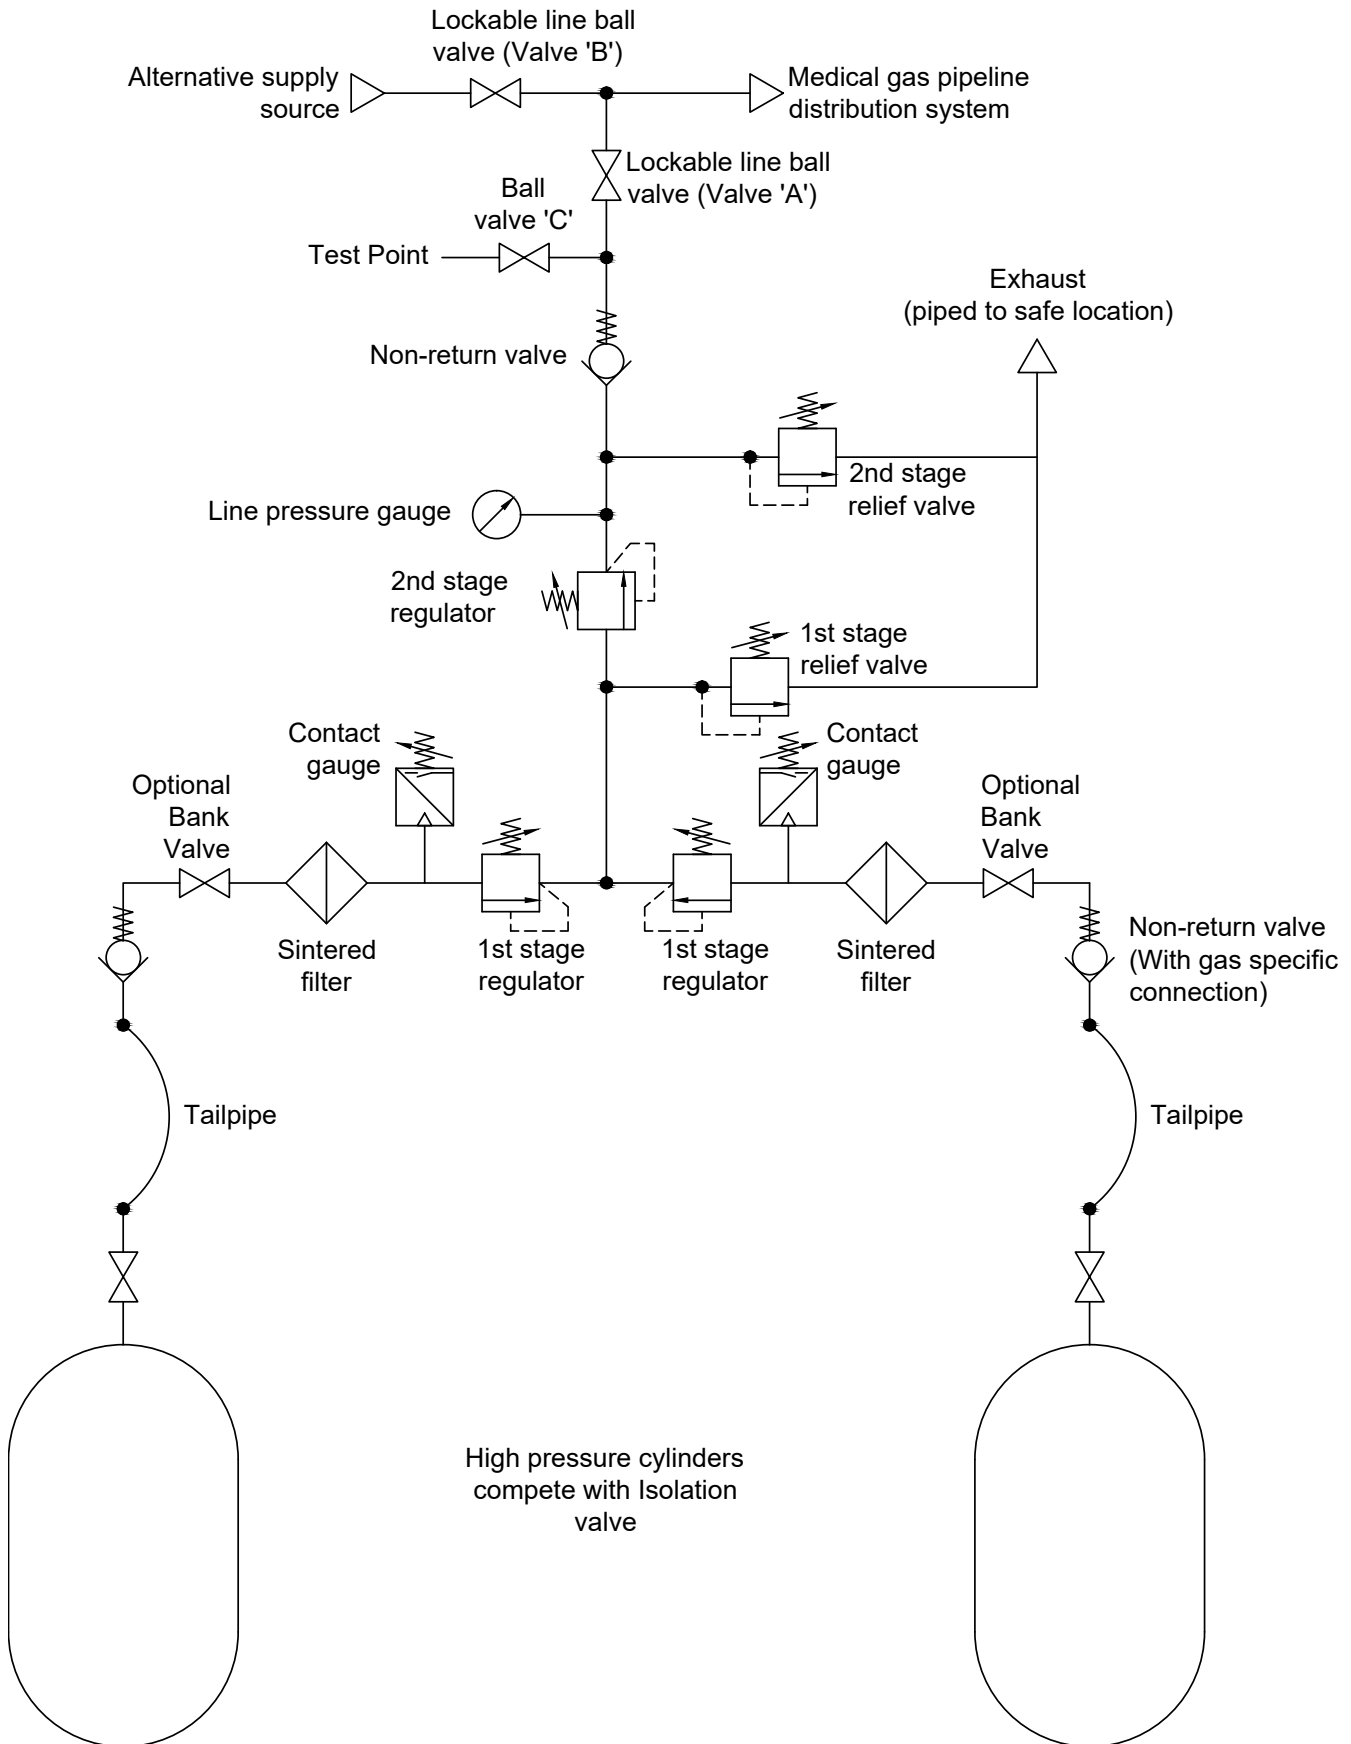 Lockable line ball
valve (Valve 'B')
Alternative supply
source
Medical gas pipeline
distribution system
Lockable line ball
valve (Valve 'A')
Ball
valve 'C'
Test Point
Exhaust
(piped to safe location)
Non-return valve
2nd stage
relief valve
Line pressure gauge
2nd stage
regulator
1st stage
relief valve
Contact
gauge
Contact
gauge
Optional
Bank
Valve
Optional
Bank
Valve
Sintered
filter
1st stage
regulator
1st stage
regulator
Sintered
filter
Non-return valve
(With gas specific
connection)
Tailpipe
Tailpipe
High pressure cylinders
compete with Isolation
valve